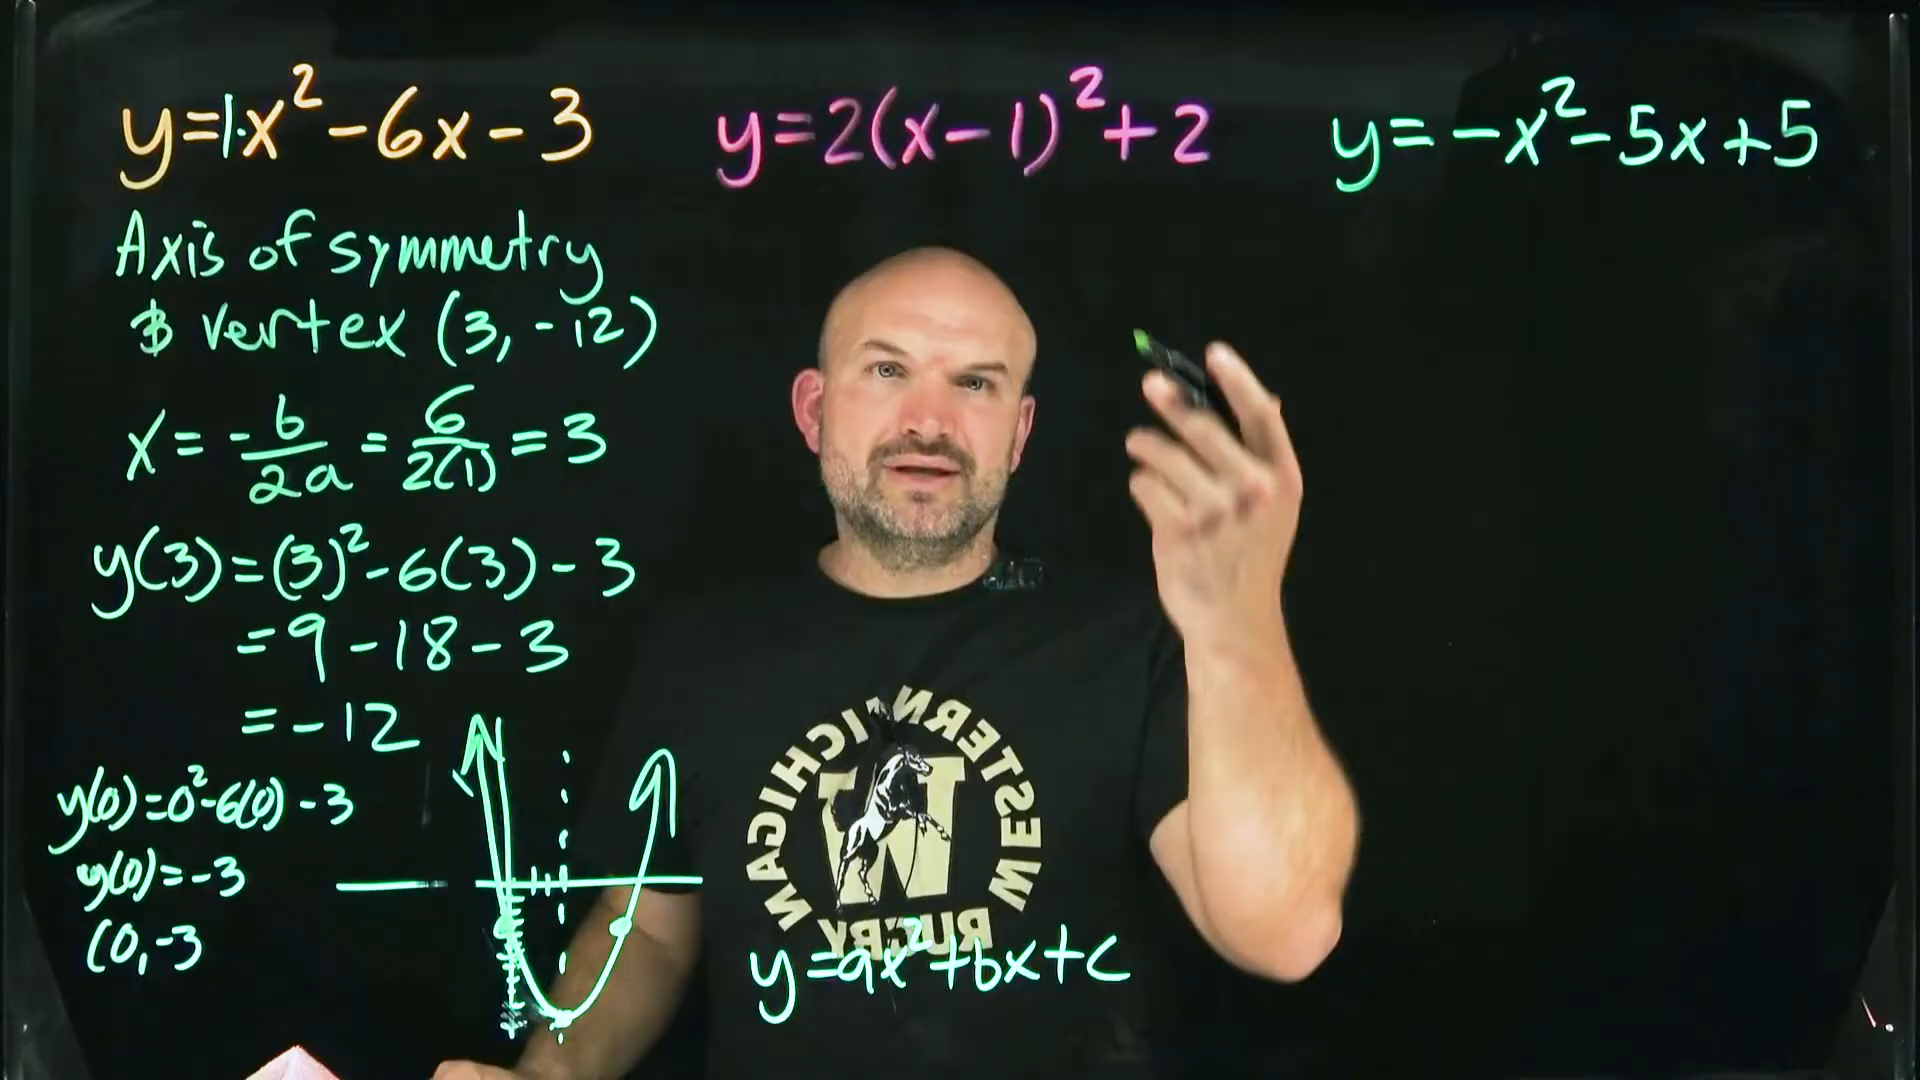 y=1·x²-6x-3
y=2(x-1)²+2
y=-x²-5x+5
Axis of symmetry
& vertex (3, -12)
x = -b/2a = 6/2(1) = 3
y(3)=(3)²-6(3)-3
=9-18-3
=-12
y(0)=0²-6(0)-3
y(0)=-3
(0,-3
WESTERN MICHIGAN
W
RUGBY
y=ax²+bx+c